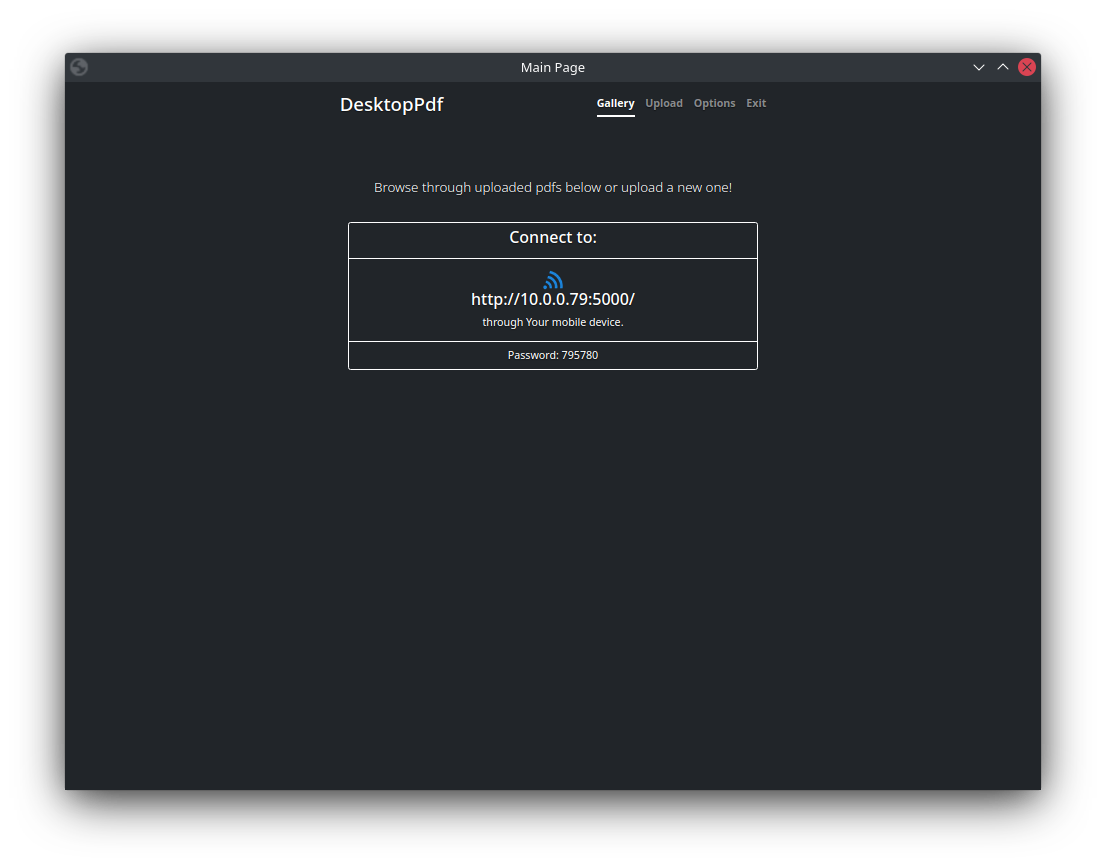 Main Page
DesktopPdf
Gallery Upload Options Exit
Browse through uploaded pdfs below or upload a new one!
Connect to:
http://10.0.0.79:5000/
through Your mobile device.
Password: 795780